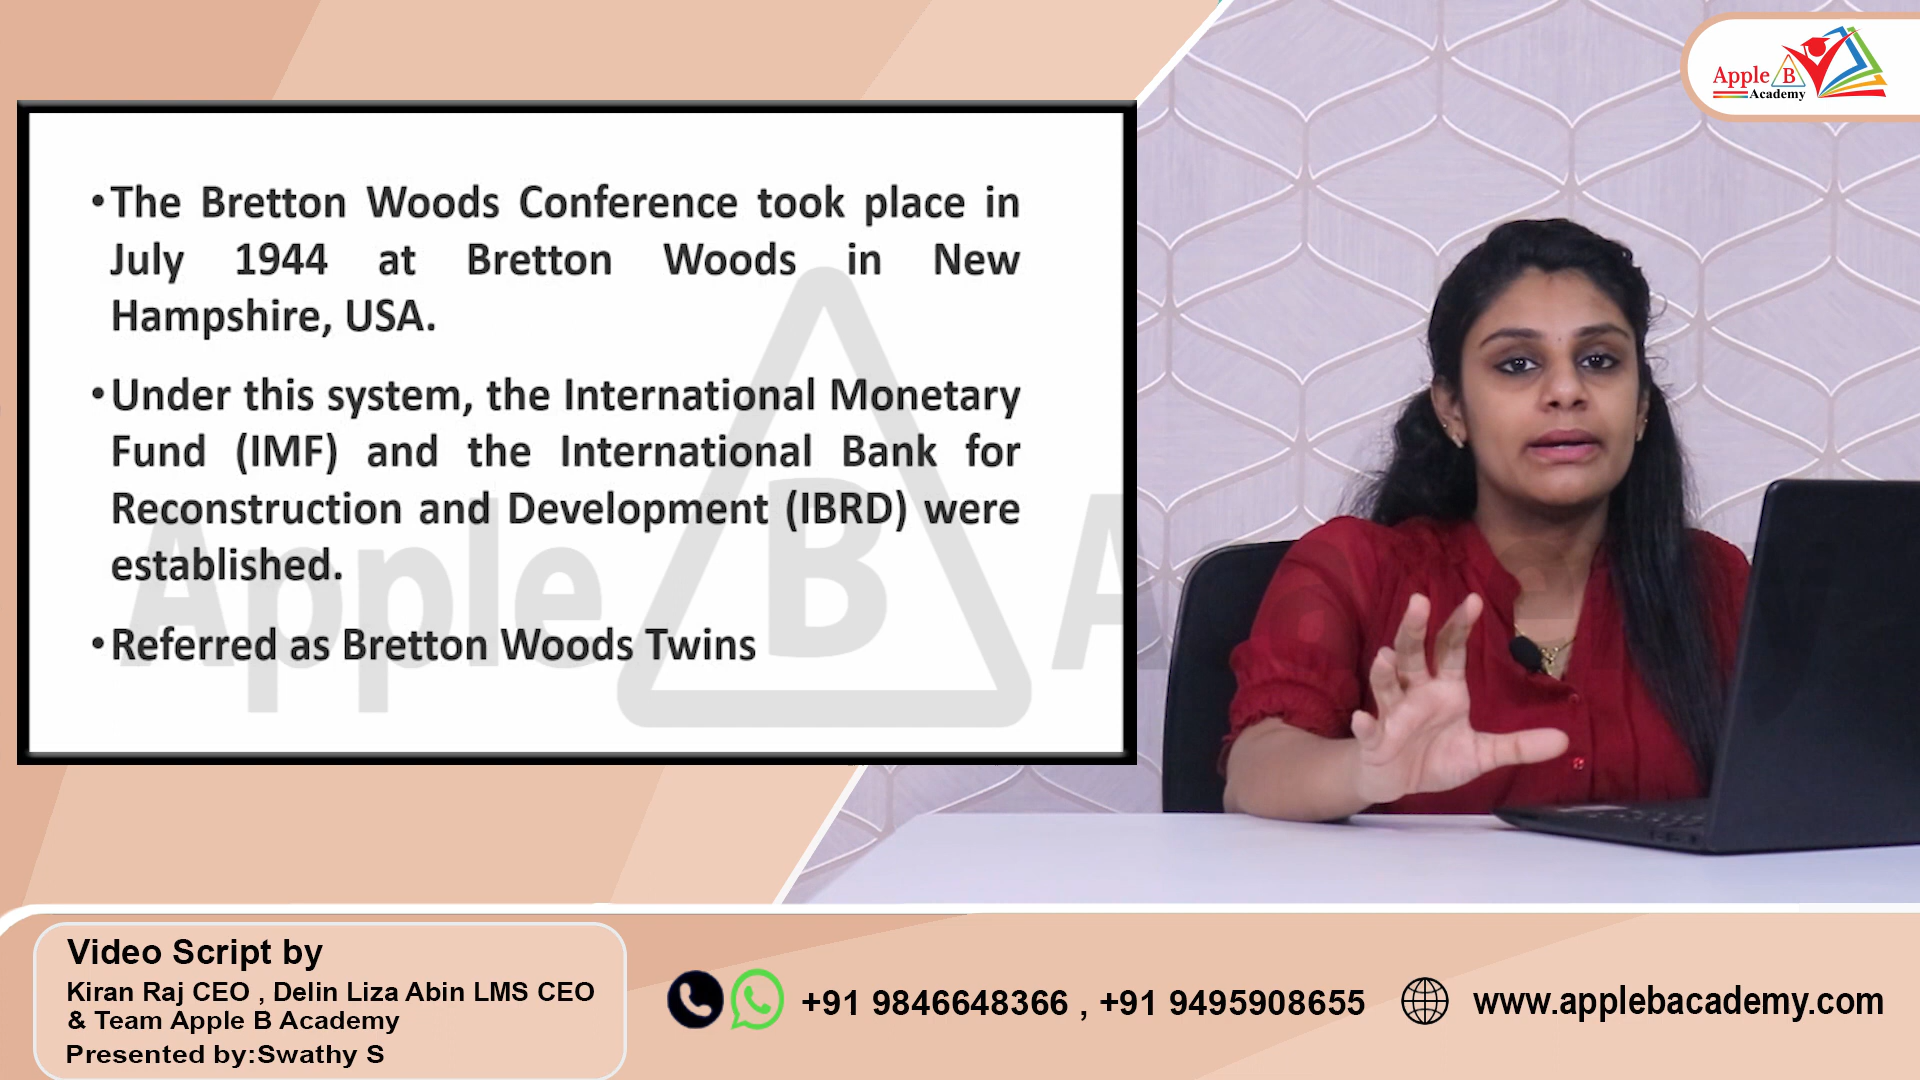 Apple B
Academy
•The Bretton Woods Conference took place in
July 1944 at Bretton Woods in New
Hampshire, USA.
•Under this system, the International Monetary
Fund (IMF) and the International Bank for
Reconstruction and Development (IBRD) were
established.
•Referred as Bretton Woods Twins
Apple B A
Video Script by
Kiran Raj CEO , Delin Liza Abin LMS CEO
& Team Apple B Academy
Presented by:Swathy S
+91 9846648366 , +91 9495908655
www.applebacademy.com